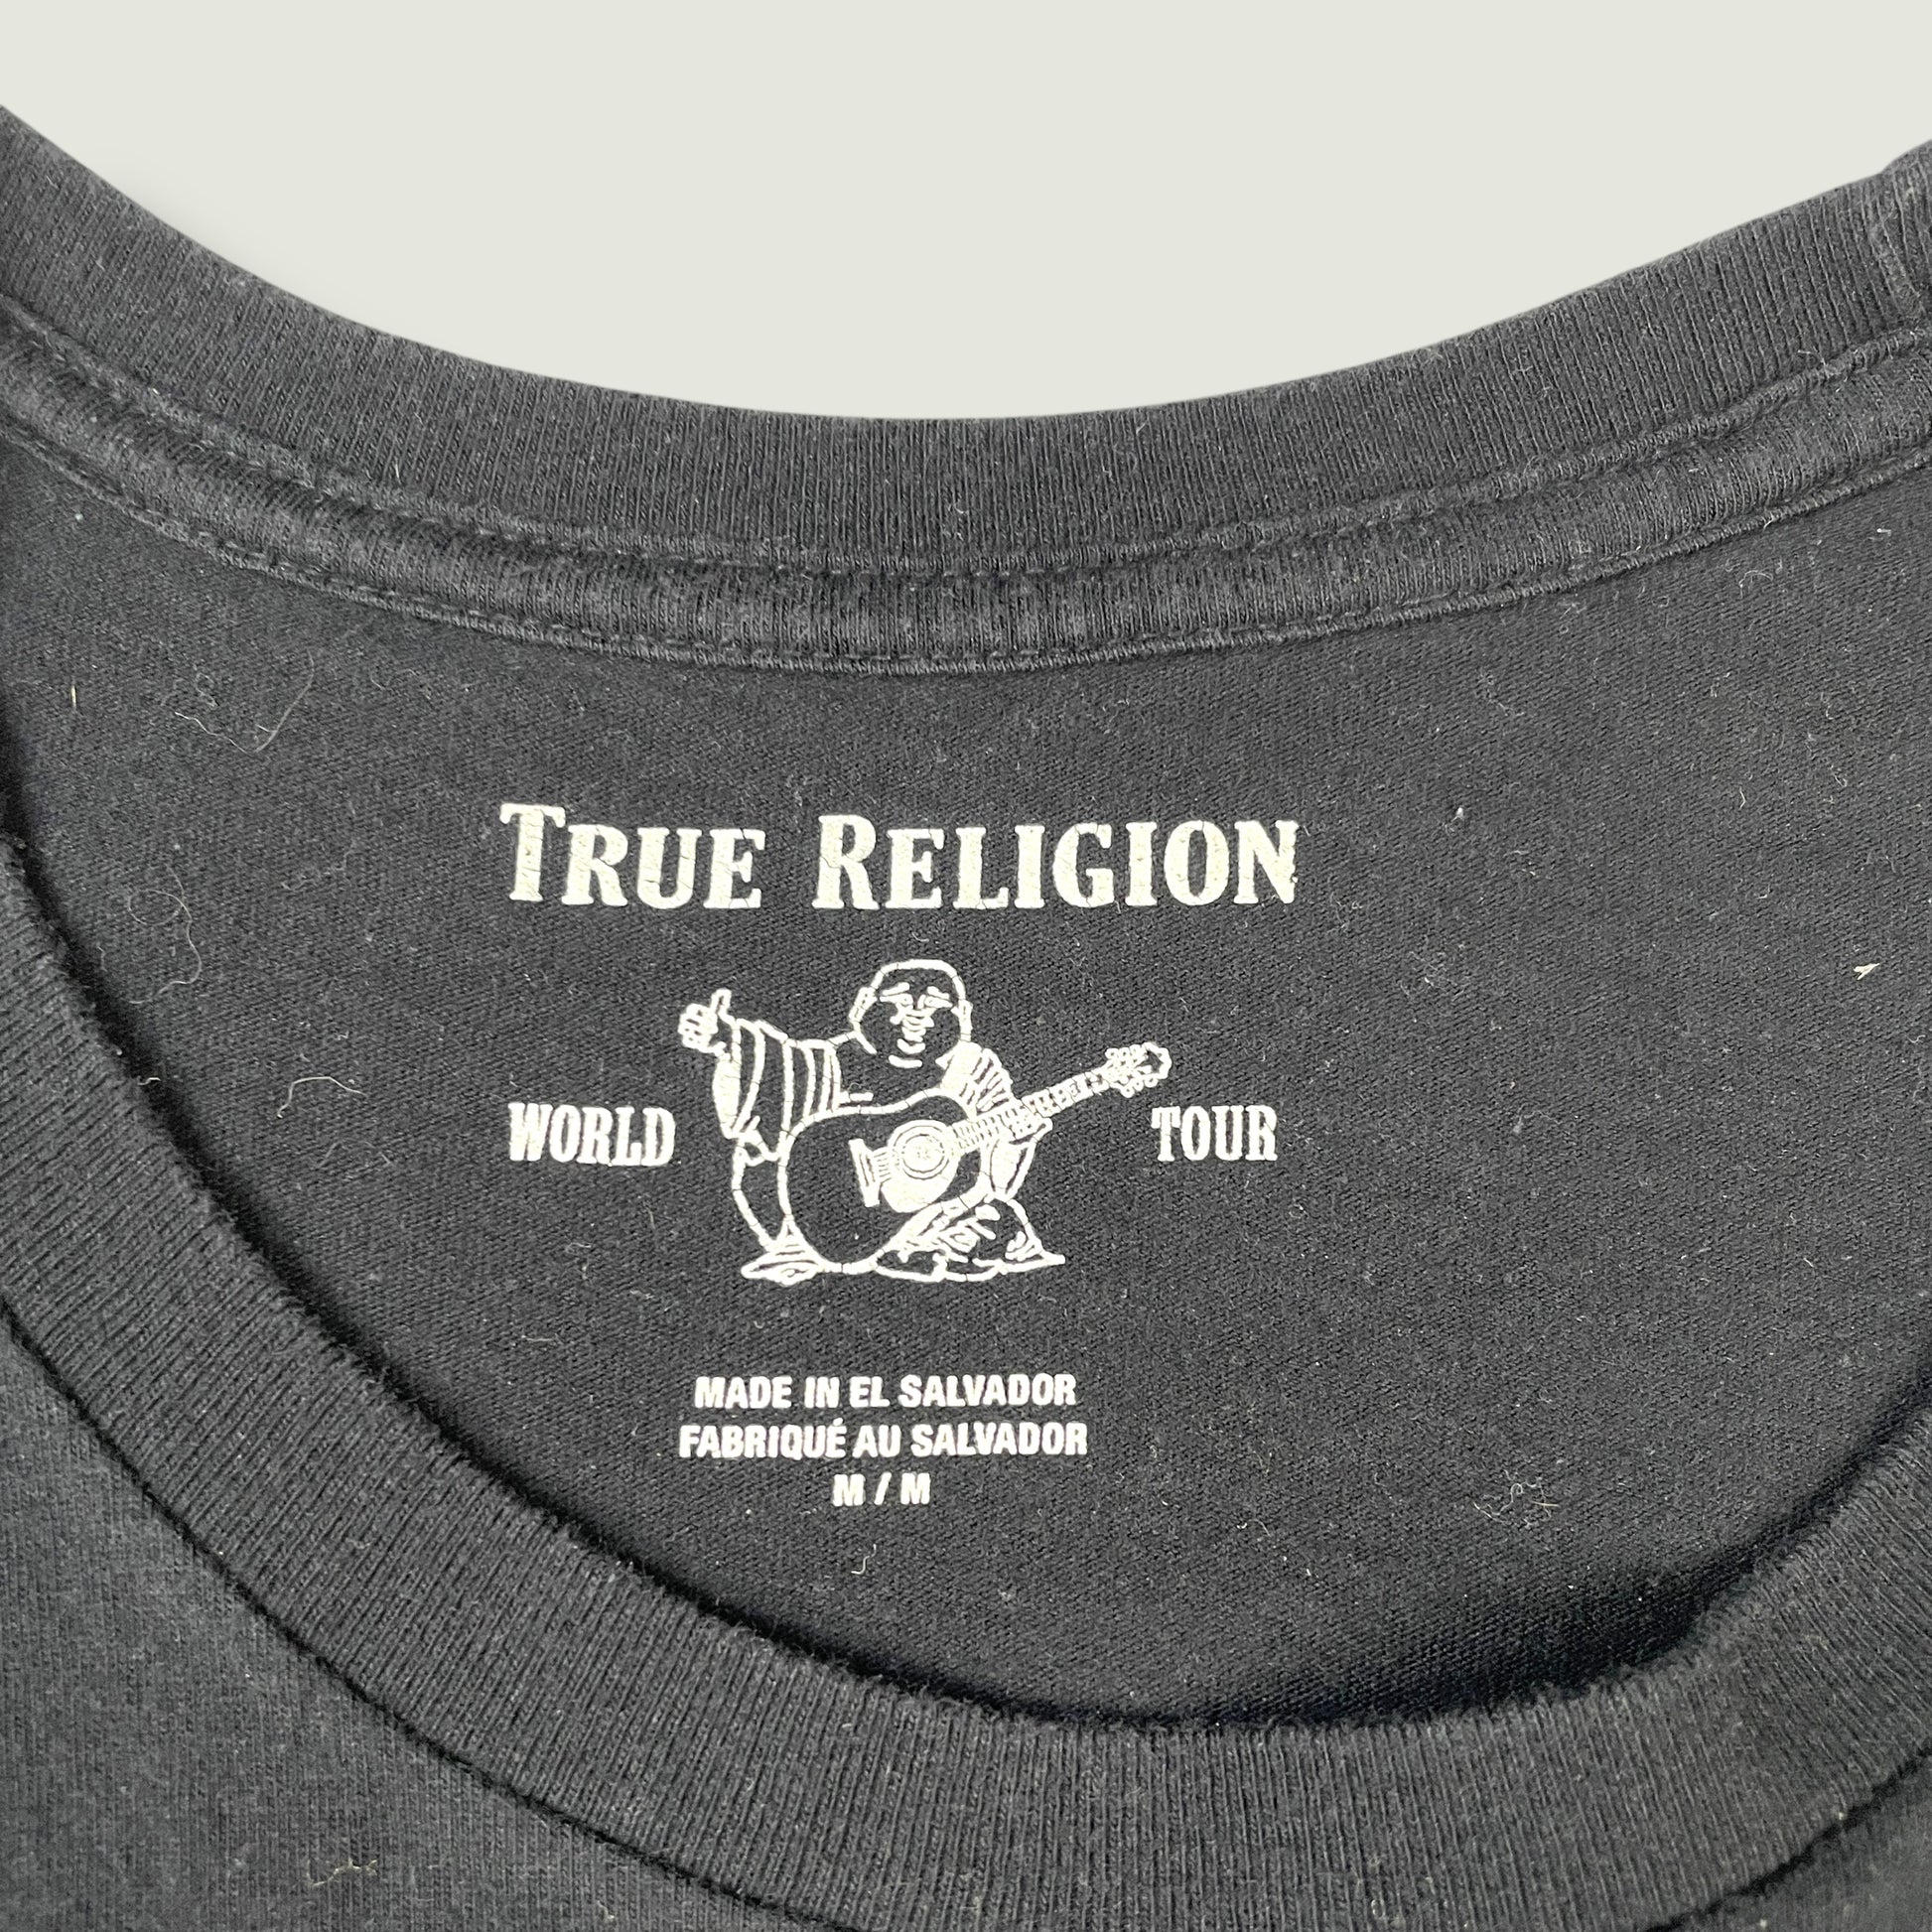 TRUE RELIGION
WORLD TOUR
MADE IN EL SALVADOR
FABRIQUÉ AU SALVADOR
M / M